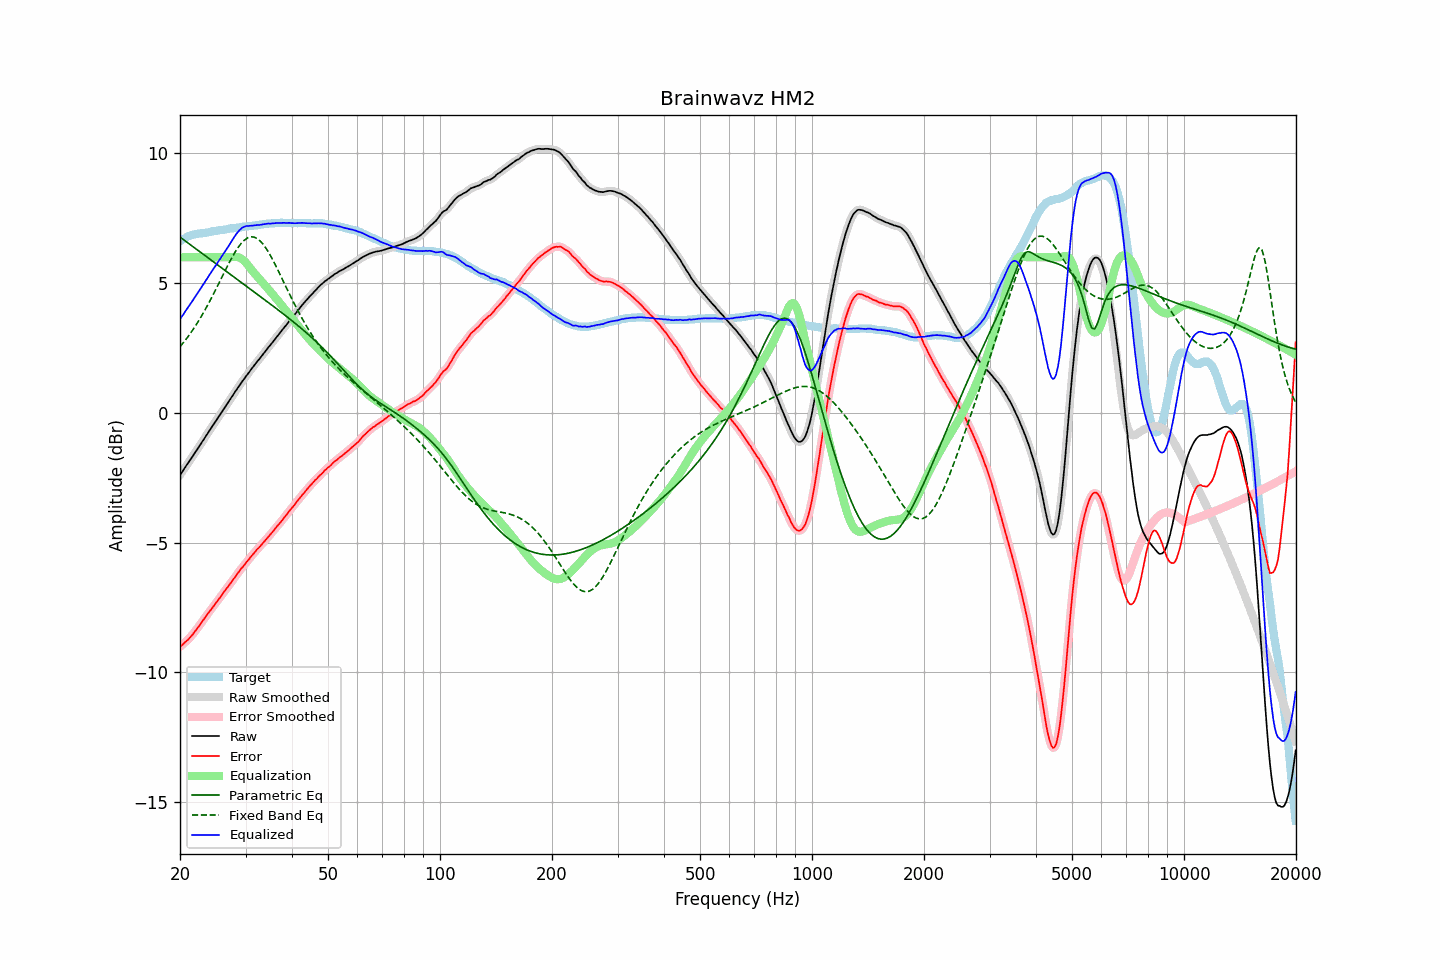 Brainwavz HM2
Amplitude (dBr)
10
5
0
−5
−10
−15
Target
Raw Smoothed
Error Smoothed
Raw
Error
Equalization
Parametric Eq
Fixed Band Eq
Equalized
20 50 100 200 500 1000 2000 5000 10000 20000
Frequency (Hz)